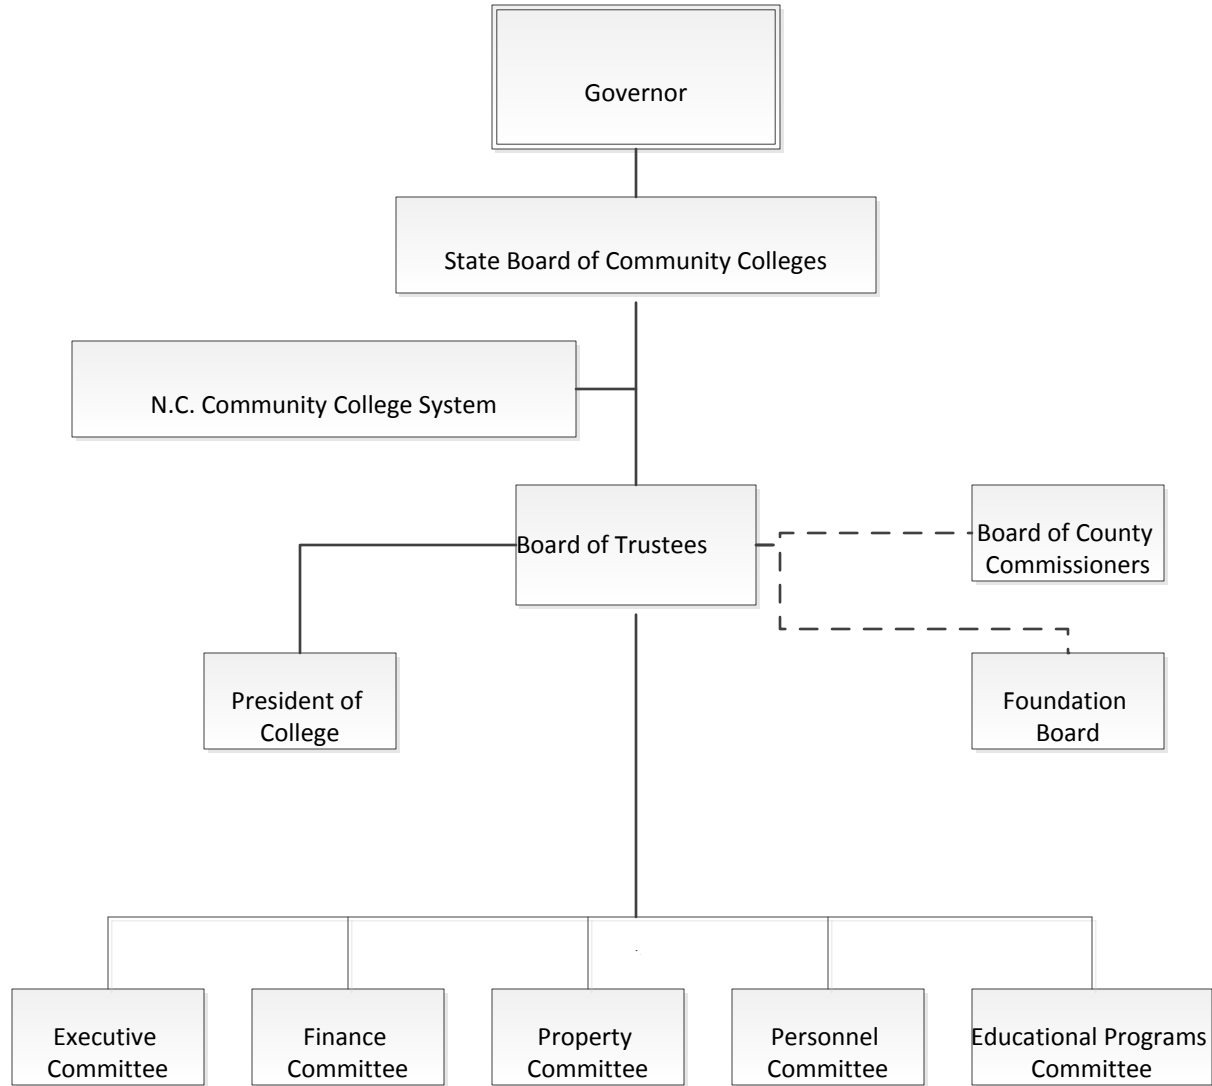 Governor
State Board of Community Colleges
N.C. Community College System
Board of Trustees
Board of County
Commissioners
President of
College
Foundation
Board
Executive
Committee
Finance
Committee
Property
Committee
Personnel
Committee
Educational Programs
Committee